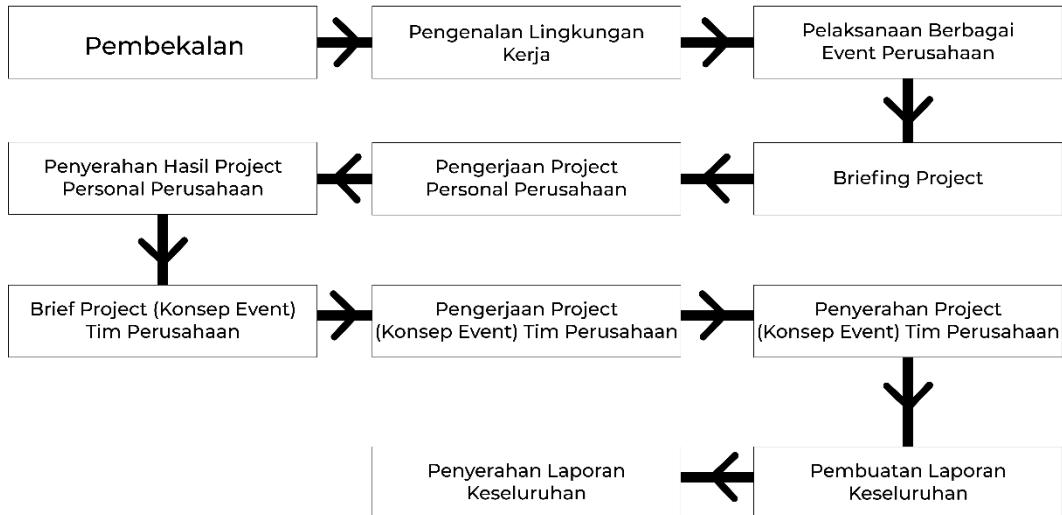 Pembekalan
Pengenalan Lingkungan
Kerja
Pelaksanaan Berbagai
Event Perusahaan
Briefing Project
Pengerjaan Project
Personal Perusahaan
Penyerahan Hasil Project
Personal Perusahaan
Brief Project (Konsep Event)
Tim Perusahaan
Pengerjaan Project
(Konsep Event) Tim Perusahaan
Penyerahan Project
(Konsep Event) Tim Perusahaan
Pembuatan Laporan
Keseluruhan
Penyerahan Laporan
Keseluruhan